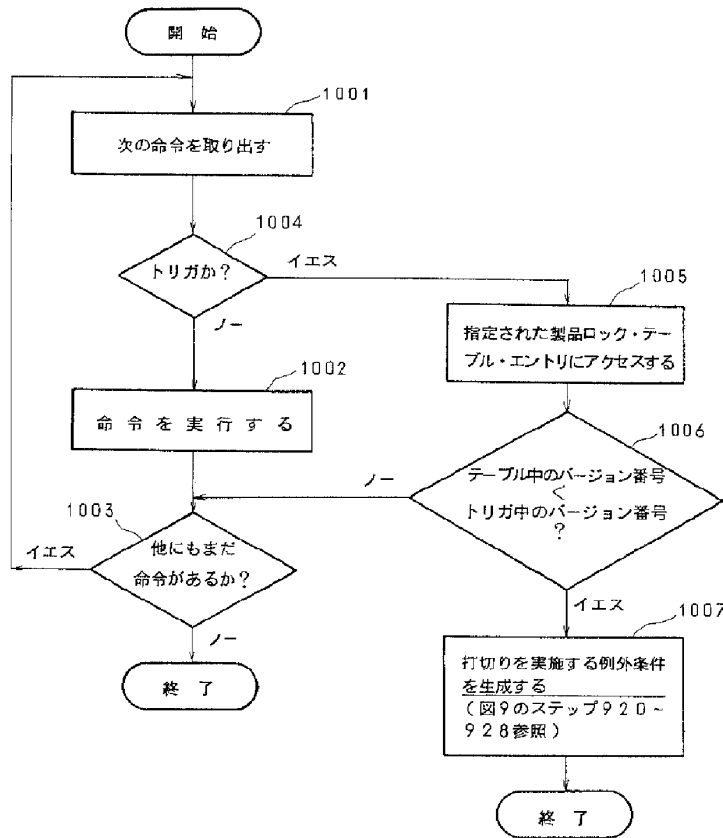 開始
1001
次の命令を取り出す
1004
トリガか？
イエス
ノー
1005
指定された製品ロック・テー
ブル・エントリにアクセスする
1002
命令を実行する
1006
テーブル中のバージョン番号
<
トリガ中のバージョン番号
？
ノー
イエス
1003
他にもまだ
命令があるか？
イエス
ノー
終了
1007
打切りを実施する例外条件
を生成する
（図9のステップ920～
928参照）
終了